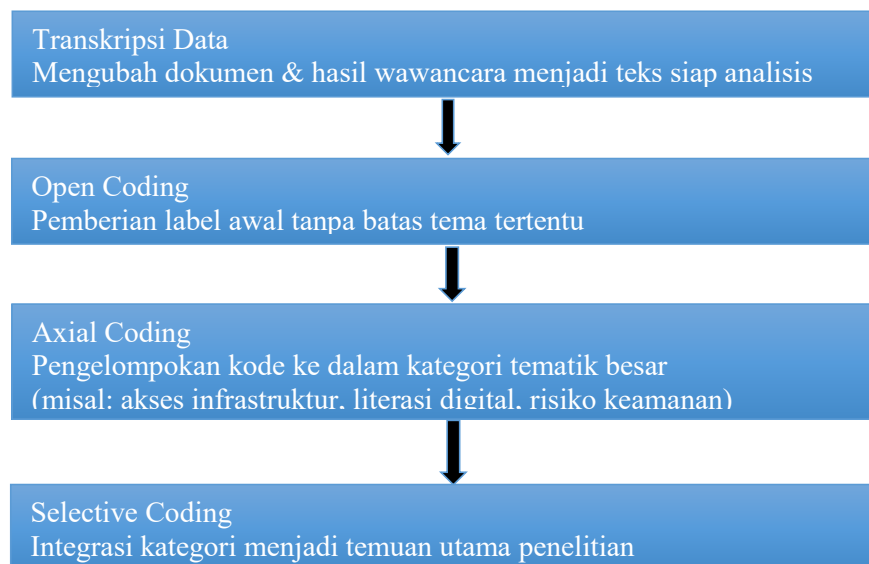 Transkripsi Data
Mengubah dokumen & hasil wawancara menjadi teks siap analisis
Open Coding
Pemberian label awal tanpa batas tema tertentu
Axial Coding
Pengelompokan kode ke dalam kategori tematik besar
(misal: akses infrastruktur, literasi digital, risiko keamanan)
Selective Coding
Integrasi kategori menjadi temuan utama penelitian